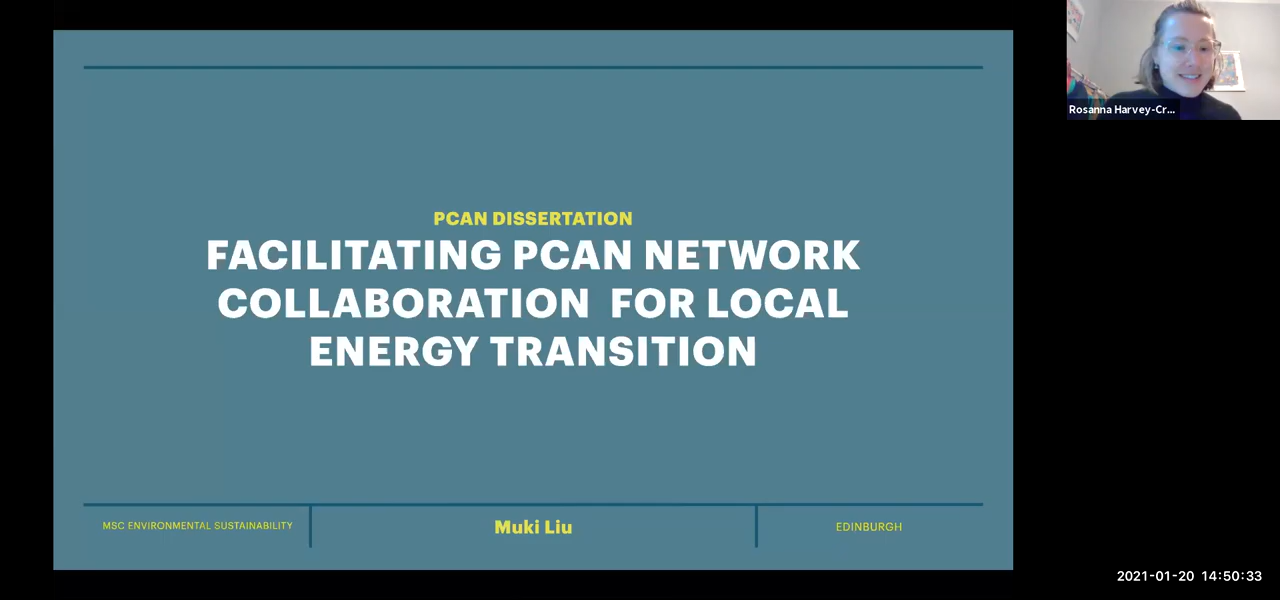 PCAN DISSERTATION
FACILITATING PCAN NETWORK
COLLABORATION FOR LOCAL
ENERGY TRANSITION
MSC ENVIRONMENTAL SUSTAINABILITY
Muki Liu
EDINBURGH
Rosanna Harvey-Cr...
2021-01-20 14:50:33